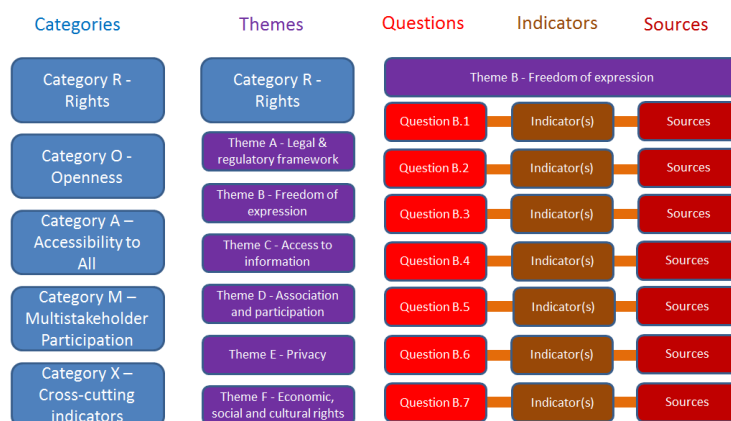 Categories
Themes
Questions
Indicators
Sources
Category R -
Rights
Category O -
Openness
Category A –
Accessibility to
All
Category M –
Multistakeholder
Participation
Category X –
Cross-cutting
indicators
Category R -
Rights
Theme A - Legal &
regulatory framework
Theme B - Freedom of
expression
Theme C - Access to
information
Theme D - Association
and participation
Theme E - Privacy
Theme F - Economic,
social and cultural rights
Theme B - Freedom of expression
Question B.1
Indicator(s)
Sources
Question B.2
Indicator(s)
Sources
Question B.3
Indicator(s)
Sources
Question B.4
Indicator(s)
Sources
Question B.5
Indicator(s)
Sources
Question B.6
Indicator(s)
Sources
Question B.7
Indicator(s)
Sources